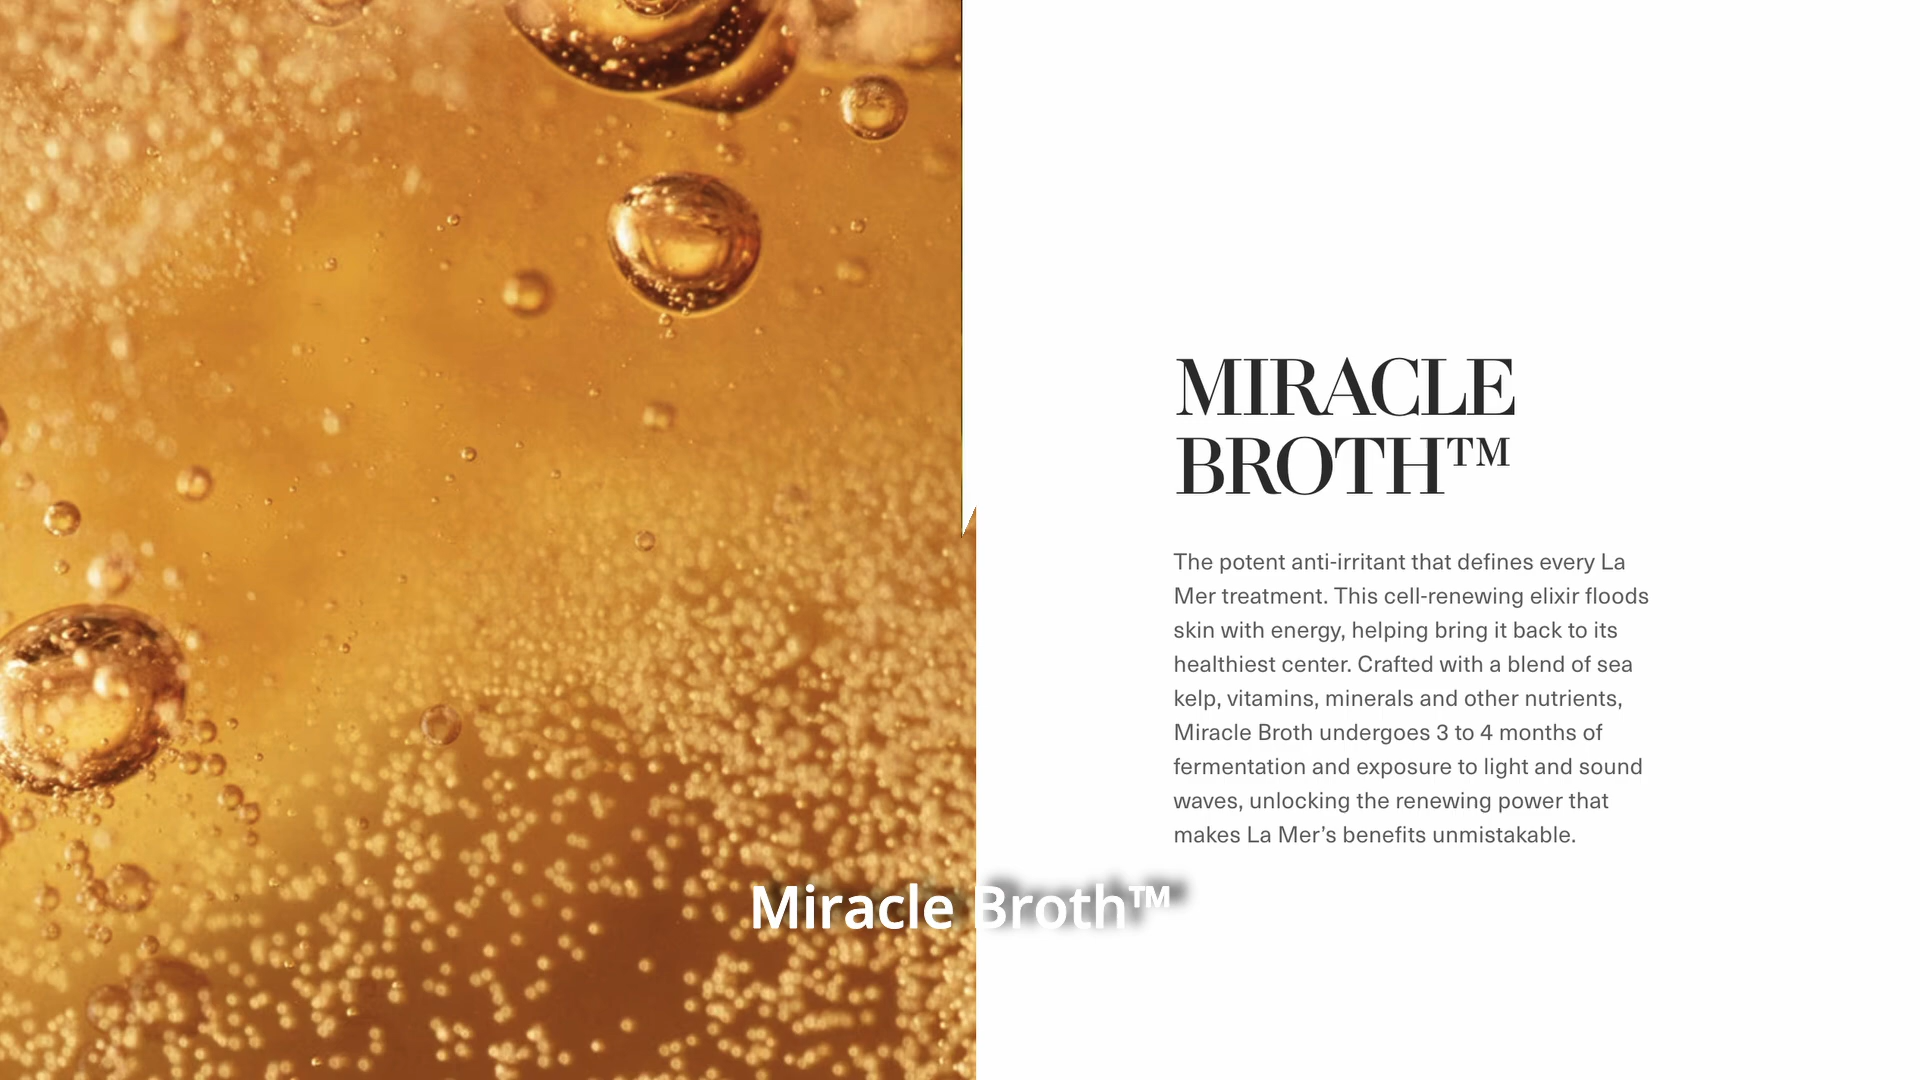 MIRACLE
BROTH™
The potent anti-irritant that defines every La
Mer treatment. This cell-renewing elixir floods
skin with energy, helping bring it back to its
healthiest center. Crafted with a blend of sea
kelp, vitamins, minerals and other nutrients,
Miracle Broth undergoes 3 to 4 months of
fermentation and exposure to light and sound
waves, unlocking the renewing power that
makes La Mer’s benefits unmistakable.
Miracle Broth™